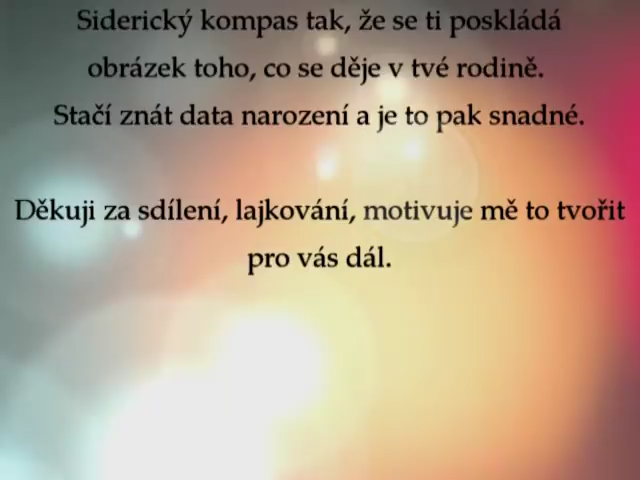 Siderický kompas tak, že se ti poskládá
obrázek toho, co se děje v tvé rodině.
Stačí znát data narození a je to pak snadné.
Děkuji za sdílení, lajkování, motivuje mě to tvořit
pro vás dál.